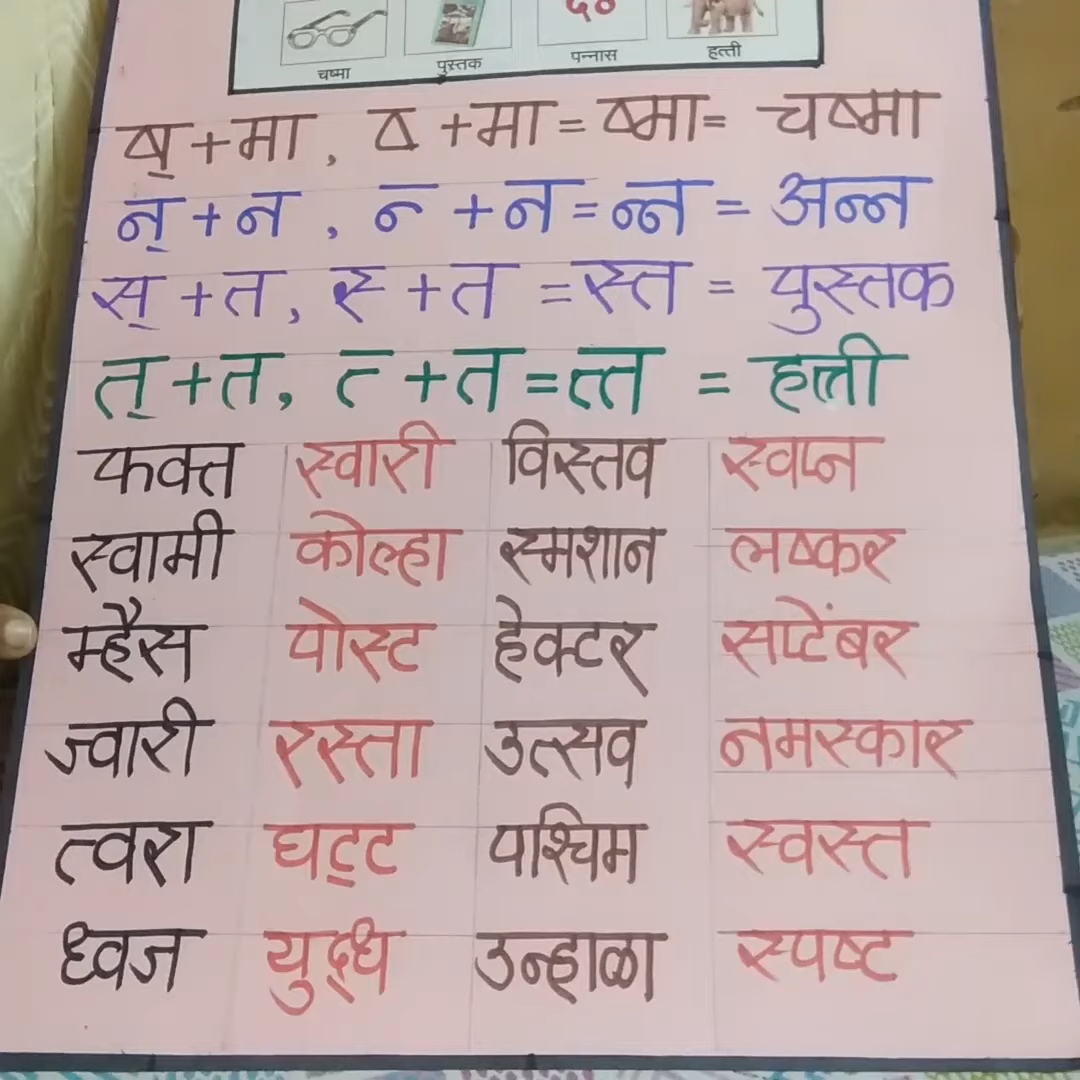 ५०
चष्मा पुस्तक पन्नास हत्ती
ष् + मा , ष्‍ + मा = ष्मा = चष्मा
न् + न , न्‍ + न = न्न = अन्न
स् + त , स्‍ + त = स्त = पुस्तक
त् + त , त्‍ + त = त्त = हत्ती
फक्त स्वारी विस्तव स्वप्न
स्वामी कोल्हा स्मशान लष्कर
म्हैस पोस्ट हेक्टर सप्टेंबर
ज्वारी रस्ता उत्सव नमस्कार
त्वरा घट्‌ट पश्चिम स्वस्त
ध्वज युद्‌ध उन्हाळा स्पष्ट